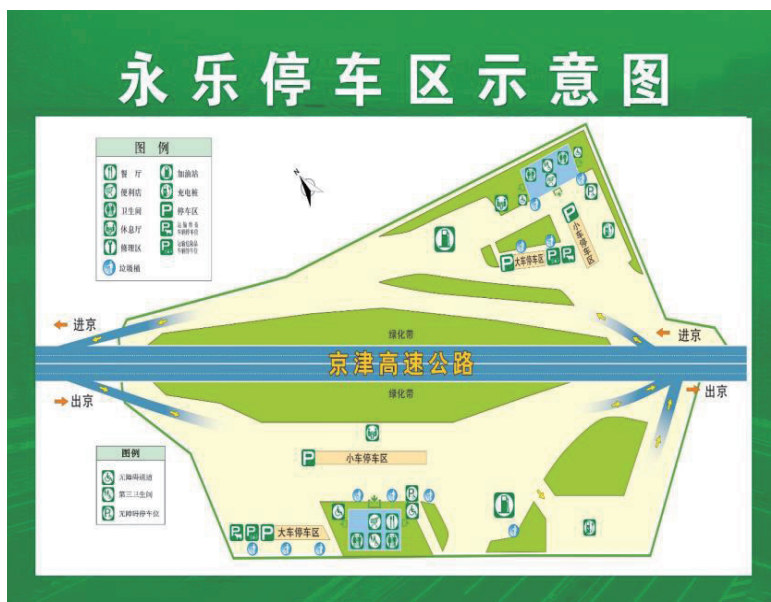 永乐停车区示意图
图 例
餐 厅
加油站
便利店
充电桩
卫生间
停车区
休息厅
修理区
垃圾桶
N
小车停车区
大车停车区
进京
绿化带
进京
京津高速公路
出京
绿化带
出京
小车停车区
图例
无障碍通道
第三卫生间
无障碍停车位
大车停车区